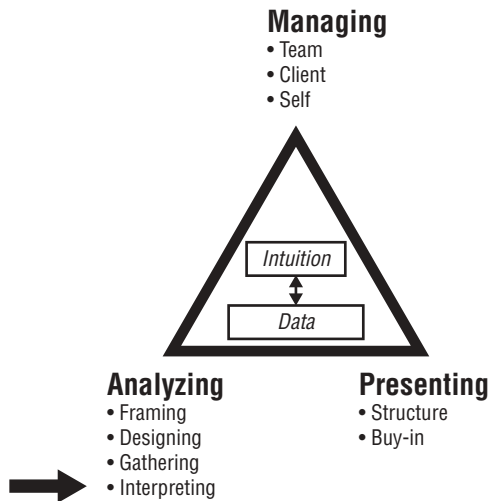 Managing
• Team
• Client
• Self
Intuition
Data
Analyzing
• Framing
• Designing
• Gathering
• Interpreting
Presenting
• Structure
• Buy-in